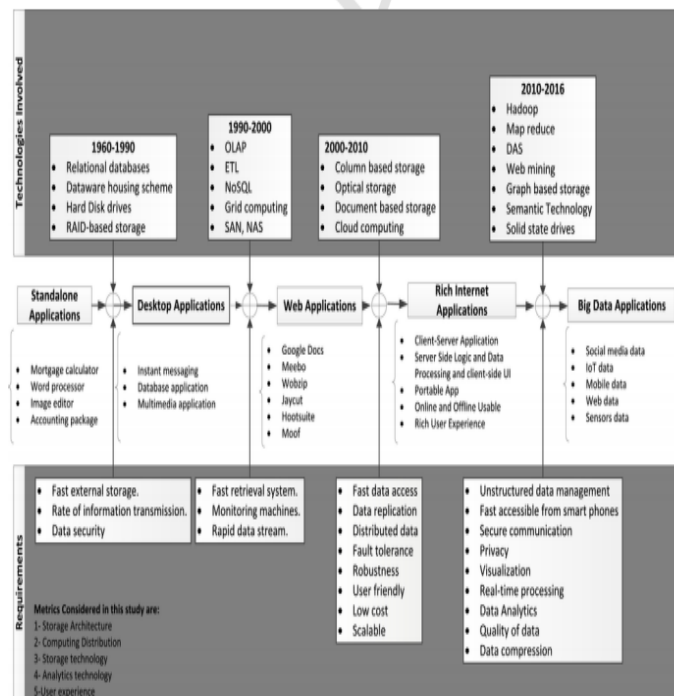 Technologies Involved
1960-1990
Relational databases
Dataware housing scheme
Hard Disk drives
RAID-based storage
1990-2000
OLAP
ETL
NoSQL
Grid computing
SAN, NAS
2000-2010
Column based storage
Optical storage
Document based storage
Cloud computing
2010-2016
Hadoop
Map reduce
DAS
Web mining
Graph based storage
Semantic Technology
Solid state drives
Standalone
Applications
Desktop Applications
Web Applications
Rich Internet
Applications
Big Data Applications
Mortgage calculator
Word processor
Image editor
Accounting package
Instant messaging
Database application
Multimedia application
Google Docs
Meebo
Wobzip
Jaycut
Hootsuite
Moof
Client-Server Application
Server Side Logic and Data
Processing and client-side UI
Portable App
Online and Offline Usable
Rich User Experience
Social media data
IoT data
Mobile data
Web data
Sensors data
Requirements
Fast external storage.
Rate of information transmission.
Data security
Fast retrieval system.
Monitoring machines.
Rapid data stream.
Fast data access
Data replication
Distributed data
Fault tolerance
Robustness
User friendly
Low cost
Scalable
Unstructured data management
Fast accessible from smart phones
Secure communication
Privacy
Visualization
Real-time processing
Data Analytics
Quality of data
Data compression
Metrics Considered in this study are:
1- Storage Architecture
2- Computing Distribution
3- Storage technology
4- Analytics technology
5-User experience